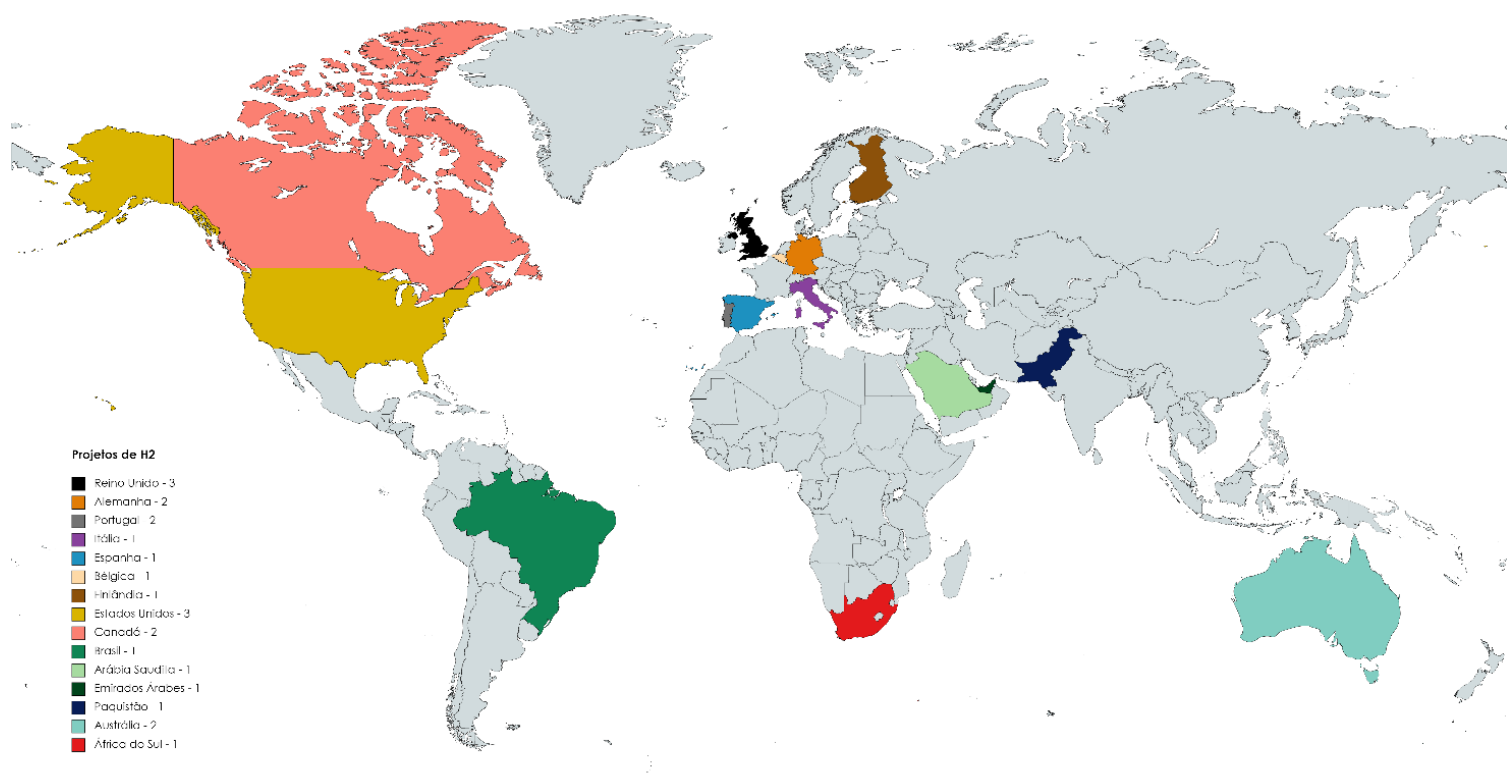 Projetos de H2
Reino Unido - 3
Alemanha - 2
Portugal - 2
Itália - 1
Espanha - 1
Bélgica - 1
Finlândia - 1
Estados Unidos - 3
Canadá - 2
Brasil - 1
Arábia Saudita - 1
Emirados Árabes - 1
Paquistão - 1
Austrália - 2
África do Sul - 1